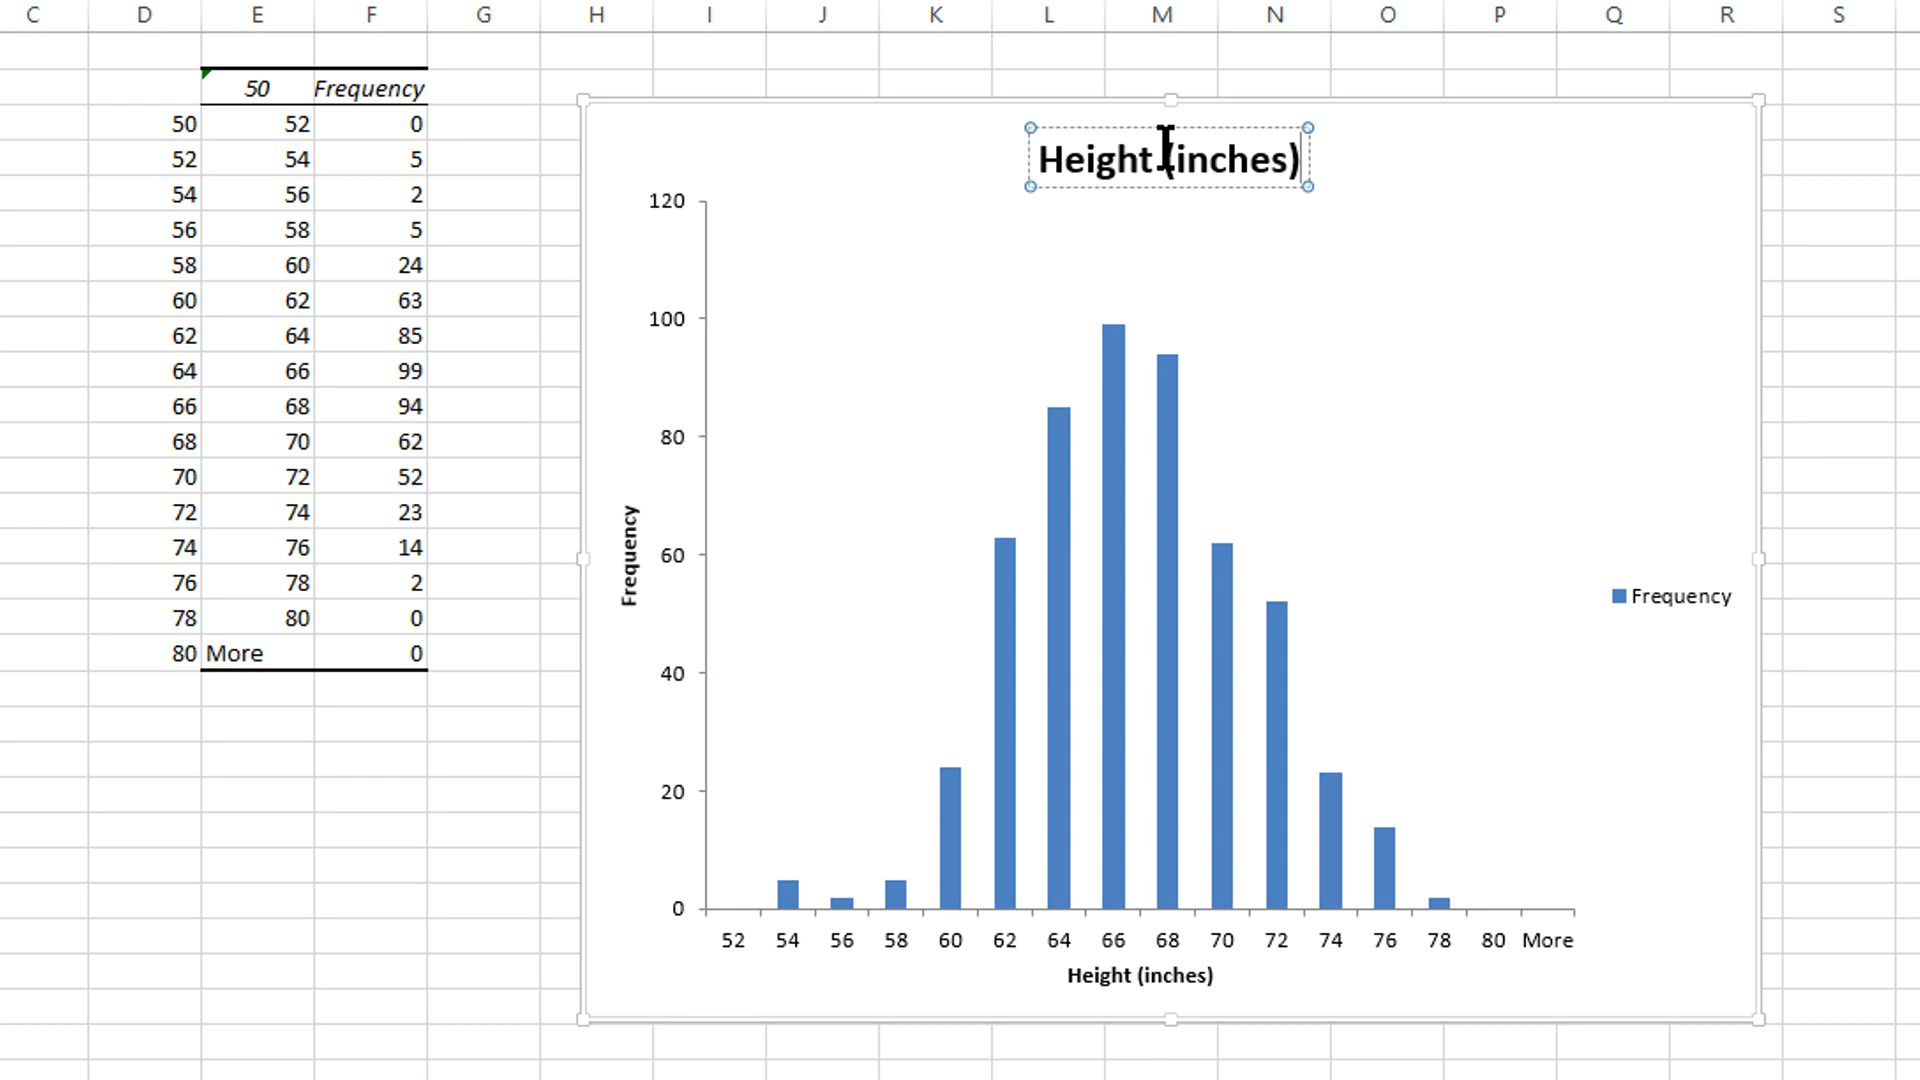 C D E F G H I J K L M N O P Q R S
50 Frequency
50 52 0
52 54 5
54 56 2
56 58 5
58 60 24
60 62 63
62 64 85
64 66 99
66 68 94
68 70 62
70 72 52
72 74 23
74 76 14
76 78 2
78 80 0
80 More 0
Height (inches)
120
100
80
60
40
20
0
Frequency
52 54 56 58 60 62 64 66 68 70 72 74 76 78 80 More
Height (inches)
Frequency